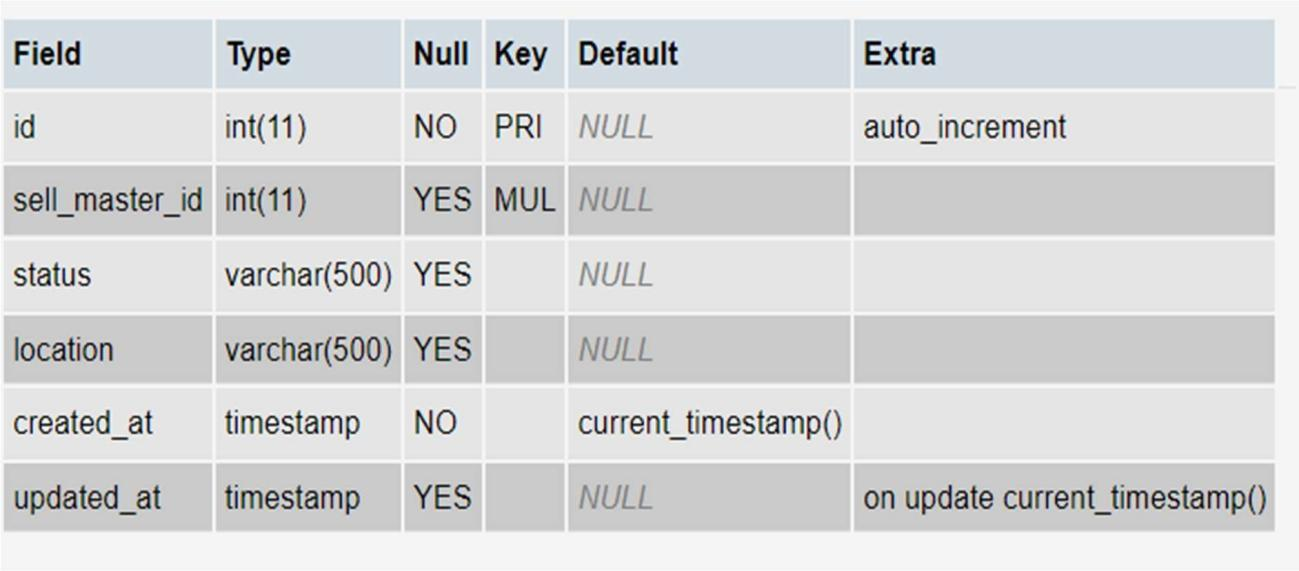 Field Type Null Key Default Extra
id int(11) NO PRI NULL auto_increment
sell_master_id int(11) YES MUL NULL
status varchar(500) YES NULL
location varchar(500) YES NULL
created_at timestamp NO current_timestamp()
updated_at timestamp YES NULL on update current_timestamp()